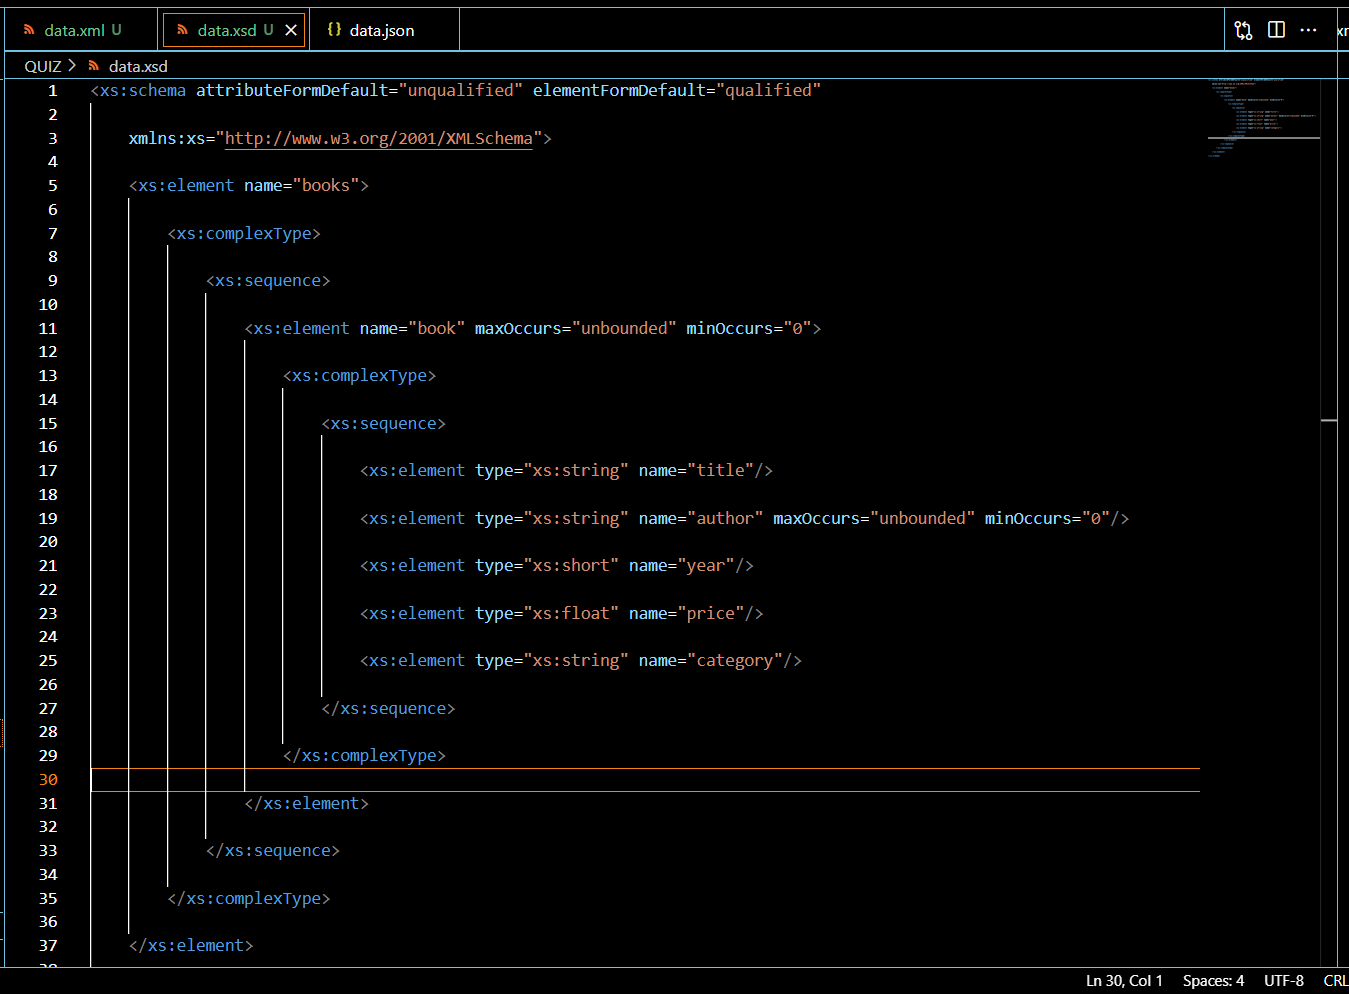 data.xml U
data.xsd U
data.json
QUIZ > data.xsd
1 <xs:schema attributeFormDefault="unqualified" elementFormDefault="qualified"
2
3 xmlns:xs="http://www.w3.org/2001/XMLSchema">
4
5 <xs:element name="books">
6
7 <xs:complexType>
8
9 <xs:sequence>
10
11 <xs:element name="book" maxOccurs="unbounded" minOccurs="0">
12
13 <xs:complexType>
14
15 <xs:sequence>
16
17 <xs:element type="xs:string" name="title"/>
18
19 <xs:element type="xs:string" name="author" maxOccurs="unbounded" minOccurs="0"/>
20
21 <xs:element type="xs:short" name="year"/>
22
23 <xs:element type="xs:float" name="price"/>
24
25 <xs:element type="xs:string" name="category"/>
26
27 </xs:sequence>
28
29 </xs:complexType>
30
31 </xs:element>
32
33 </xs:sequence>
34
35 </xs:complexType>
36
37 </xs:element>
Ln 30, Col 1 Spaces: 4 UTF-8 CRL